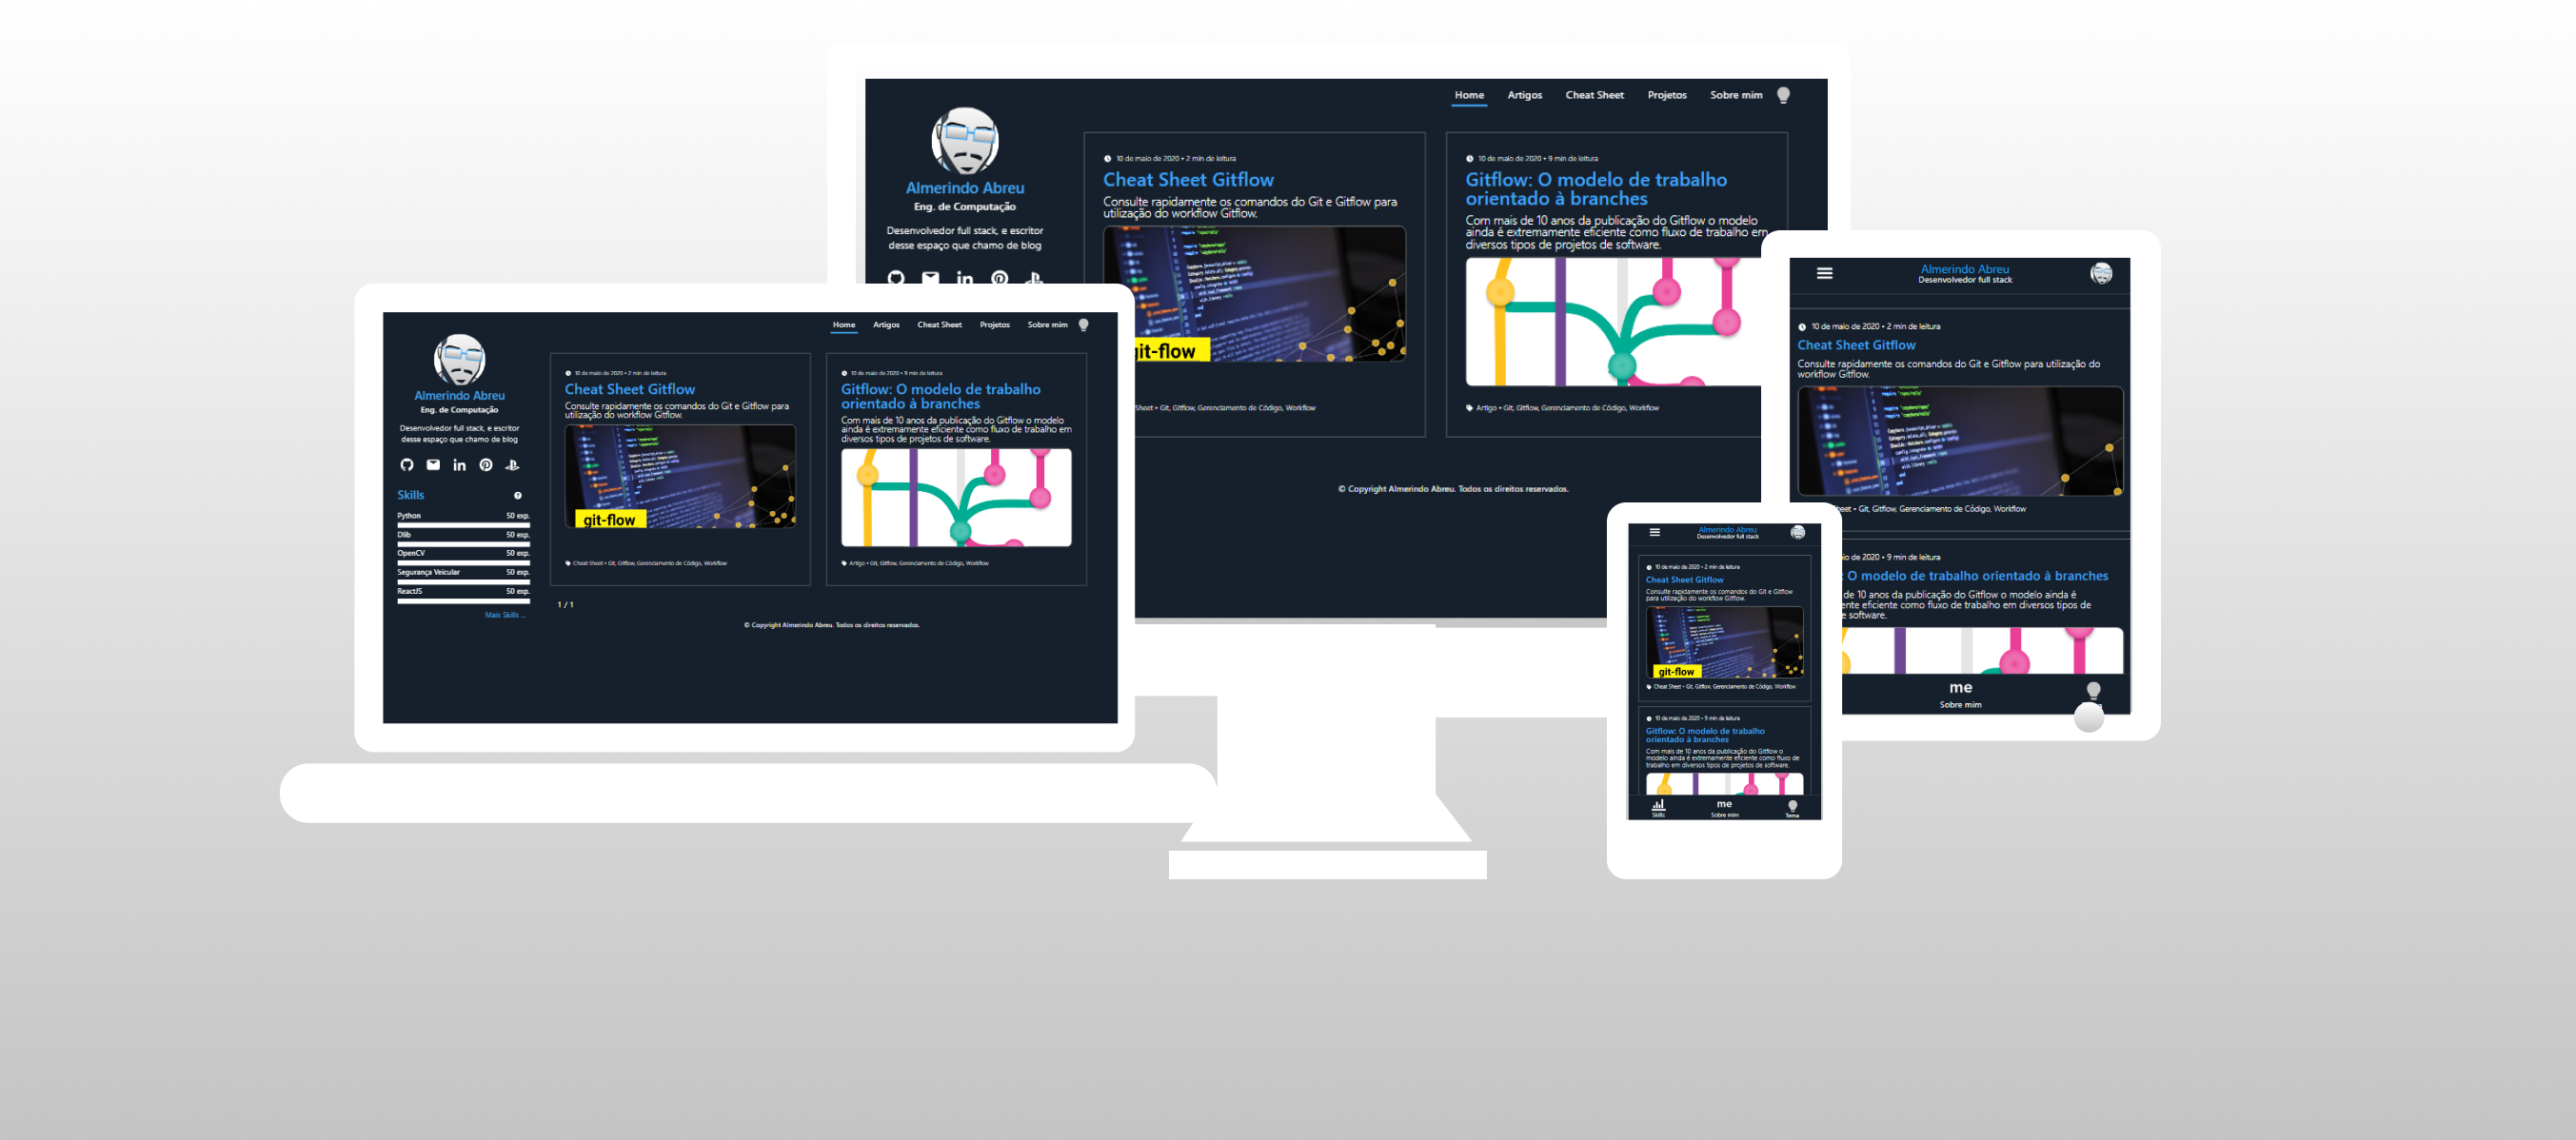 Home Artigos Cheat Sheet Projetos Sobre mim
Almerindo Abreu
Eng. de Computação
Desenvolvedor full stack, e escritor
desse espaço que chamo de blog
10 de maio de 2020 • 2 min de leitura
Cheat Sheet Gitflow
Consulte rapidamente os comandos do Git e Gitflow para
utilização do workflow Gitflow.
git-flow
Sheet • Git, Gitflow, Gerenciamento de Código, Workflow
10 de maio de 2020 • 9 min de leitura
Gitflow: O modelo de trabalho
orientado à branches
Com mais de 10 anos da publicação do Gitflow o modelo
ainda é extremamente eficiente como fluxo de trabalho em
diversos tipos de projetos de software.
Artigo • Git, Gitflow, Gerenciamento de Código, Workflow
© Copyright Almerindo Abreu. Todos os direitos reservados.
Home Artigos Cheat Sheet Projetos Sobre mim
Almerindo Abreu
Eng. de Computação
Desenvolvedor full stack, e escritor
desse espaço que chamo de blog
Skills
Python 50 exp.
Dlib 50 exp.
OpenCV 50 exp.
Segurança Veicular 50 exp.
ReactJS 50 exp.
Mais Skills ...
10 de maio de 2020 • 2 min de leitura
Cheat Sheet Gitflow
Consulte rapidamente os comandos do Git e Gitflow para
utilização do workflow Gitflow.
git-flow
Cheat Sheet • Git, Gitflow, Gerenciamento de Código, Workflow
10 de maio de 2020 • 9 min de leitura
Gitflow: O modelo de trabalho
orientado à branches
Com mais de 10 anos da publicação do Gitflow o modelo
ainda é extremamente eficiente como fluxo de trabalho em
diversos tipos de projetos de software.
Artigo • Git, Gitflow, Gerenciamento de Código, Workflow
1 / 1
© Copyright Almerindo Abreu. Todos os direitos reservados.
Almerindo Abreu
Desenvolvedor full stack
10 de maio de 2020 • 2 min de leitura
Cheat Sheet Gitflow
Consulte rapidamente os comandos do Git e Gitflow para utilização do
workflow Gitflow.
• Git, Gitflow, Gerenciamento de Código, Workflow
de 2020 • 9 min de leitura
: O modelo de trabalho orientado à branches
de 10 anos da publicação do Gitflow o modelo ainda é
ente eficiente como fluxo de trabalho em diversos tipos de
software.
me
Sobre mim
Almerindo Abreu
Desenvolvedor full stack
10 de maio de 2020 • 2 min de leitura
Cheat Sheet Gitflow
Consulte rapidamente os comandos do Git e Gitflow
para utilização do workflow Gitflow.
git-flow
Cheat Sheet • Git, Gitflow, Gerenciamento de Código, Workflow
10 de maio de 2020 • 9 min de leitura
Gitflow: O modelo de trabalho
orientado à branches
Com mais de 10 anos da publicação do Gitflow o
modelo ainda é extremamente eficiente como fluxo de
trabalho em diversos tipos de projetos de software.
me
Skills Sobre mim Tema